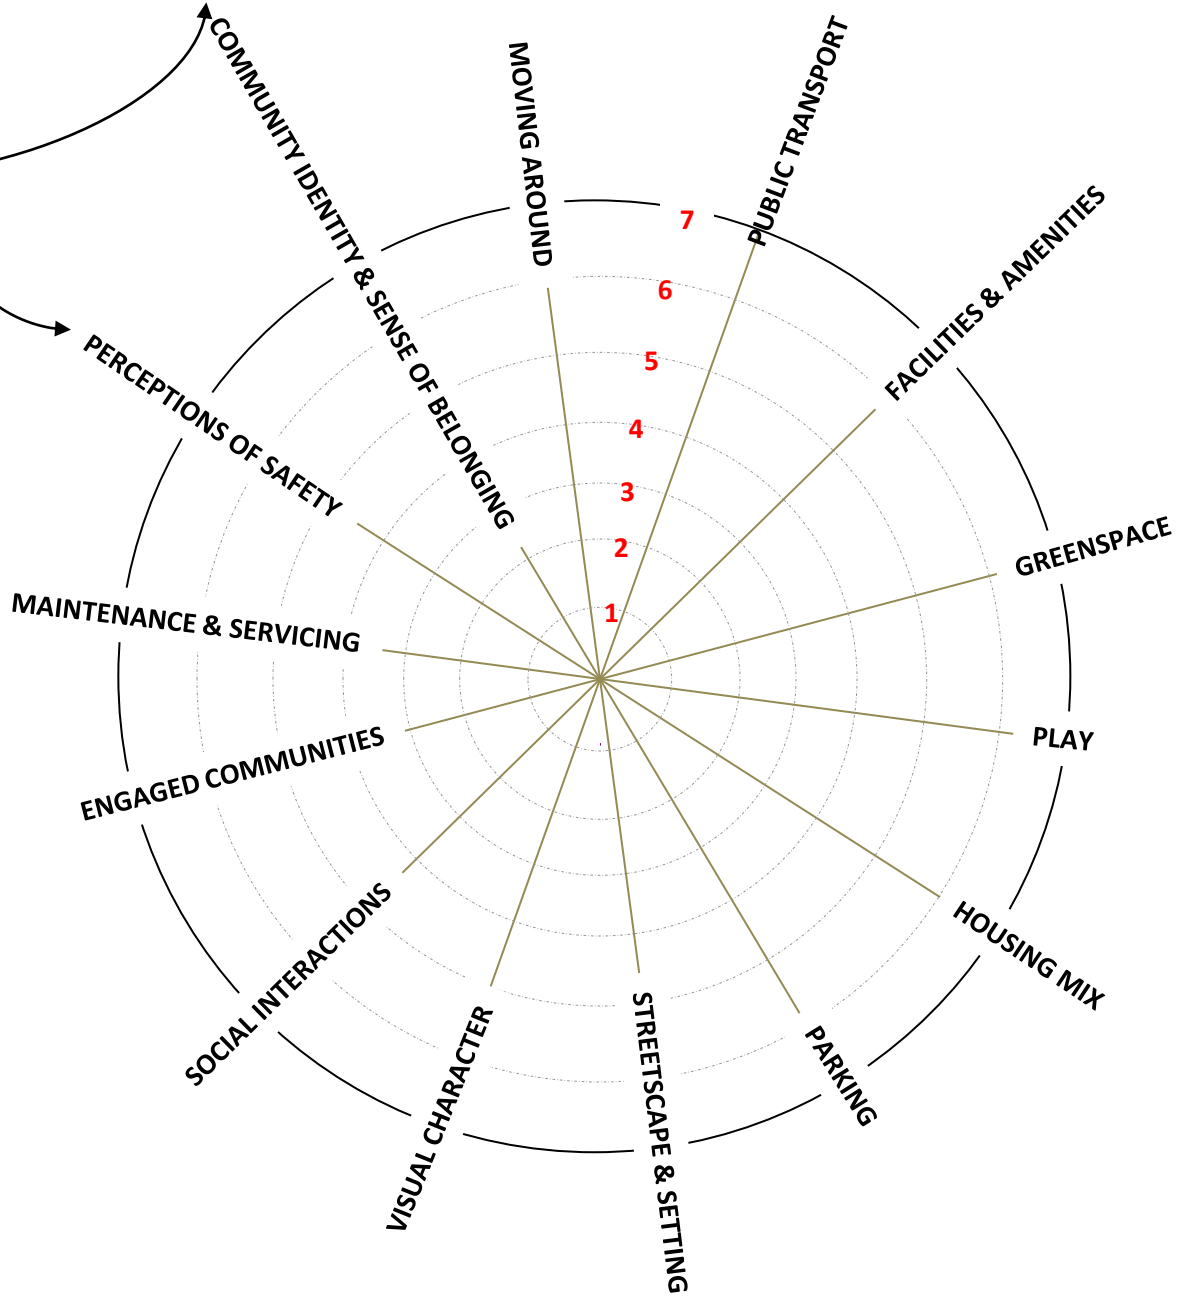 MOVING AROUND
PUBLIC TRANSPORT
FACILITIES & AMENITIES
GREENSPACE
PLAY
HOUSING MIX
PARKING
STREETSCAPE & SETTING
VISUAL CHARACTER
SOCIAL INTERACTIONS
ENGAGED COMMUNITIES
MAINTENANCE & SERVICING
PERCEPTIONS OF SAFETY
COMMUNITY IDENTITY & SENSE OF BELONGING
7
6
5
4
3
2
1